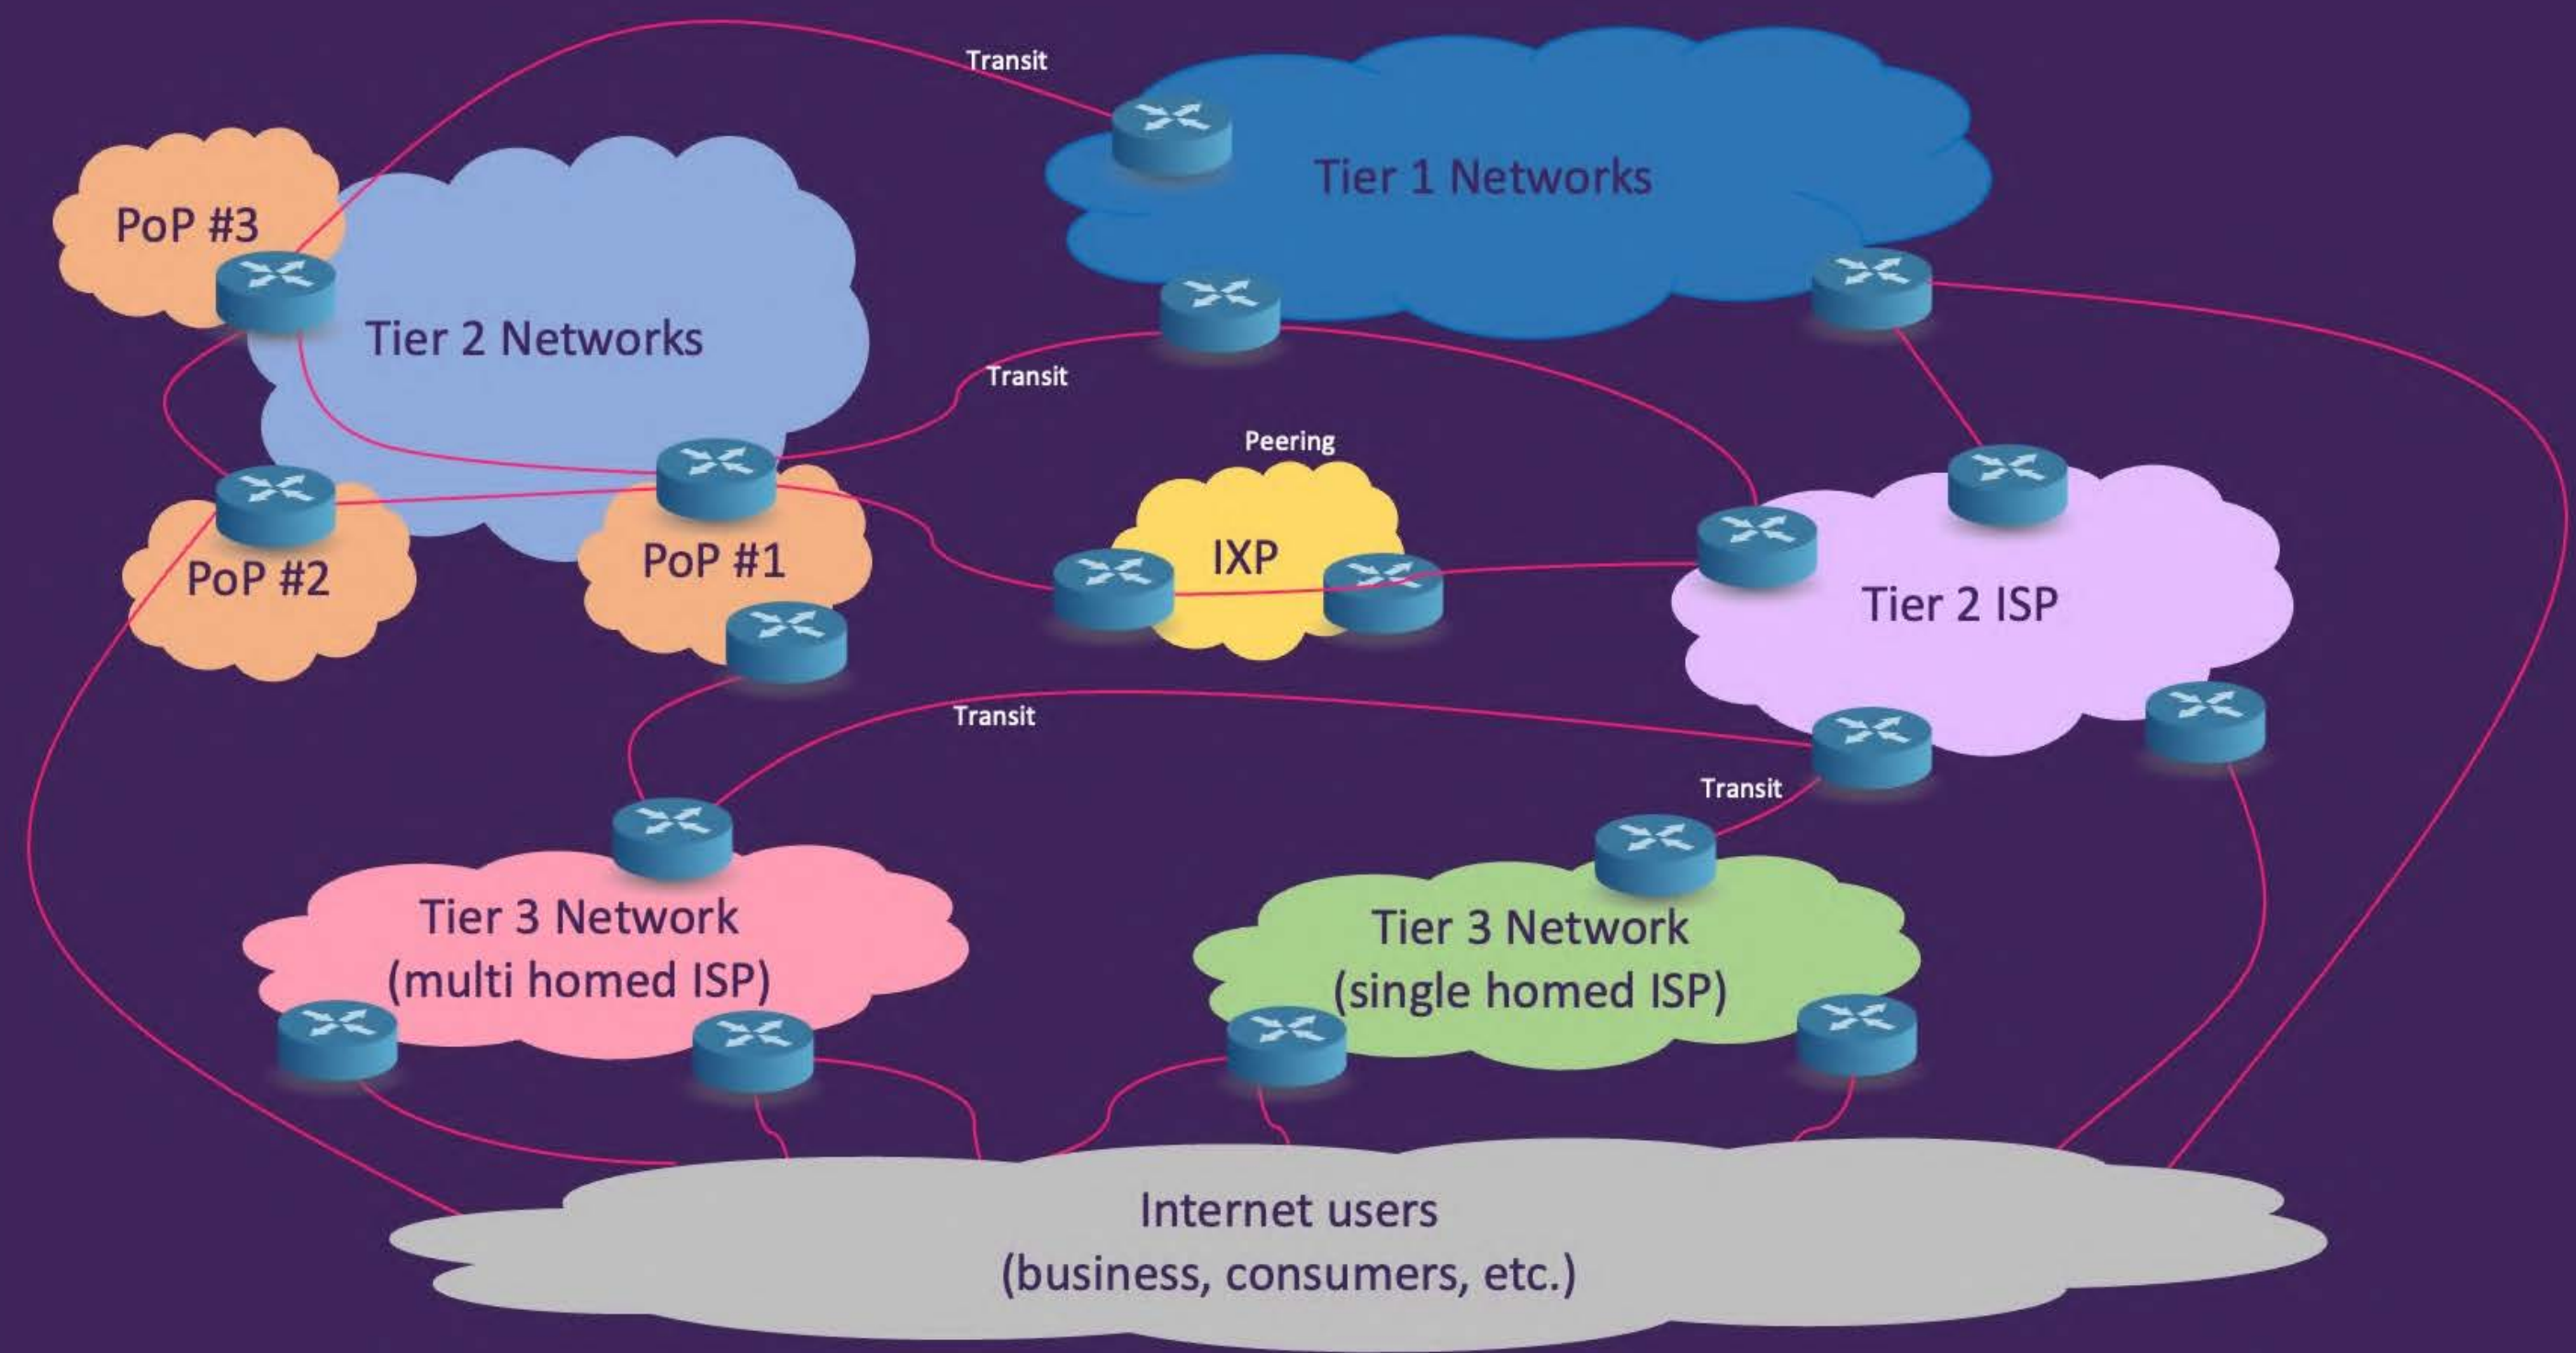 Transit
Tier 1 Networks
PoP #3
Tier 2 Networks
Transit
Peering
IXP
PoP #1
PoP #2
Tier 2 ISP
Transit
Transit
Tier 3 Network
(multi homed ISP)
Tier 3 Network
(single homed ISP)
Internet users
(business, consumers, etc.)